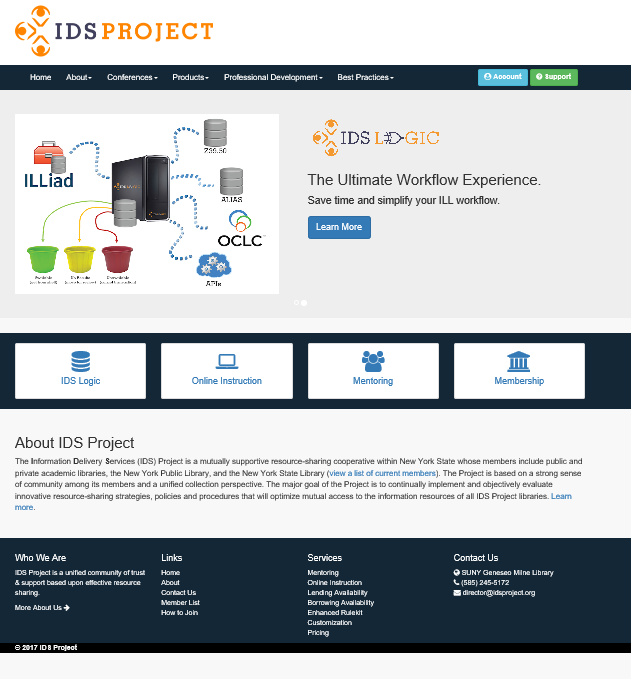 IDS PROJECT
Home About Conferences Products Professional Development Best Practices Account Support
ILLiad
Z39.50
ALIAS
OCLC
APIs
IDS LOGIC
The Ultimate Workflow Experience.
Save time and simplify your ILL workflow.
Learn More
IDS Logic Online Instruction Mentoring Membership
About IDS Project
The Information Delivery Services (IDS) Project is a mutually supportive resource-sharing cooperative within New York State whose members include public and
private academic libraries, the New York Public Library, and the New York State Library (view a list of current members). The Project is based on a strong sense
of community among its members and a unified collection perspective. The major goal of the Project is to continually implement and objectively evaluate
innovative resource-sharing strategies, policies and procedures that will optimize mutual access to the information resources of all IDS Project libraries. Learn
more.
Who We Are
IDS Project is a unified community of trust
& support based upon effective resource
sharing.
More About Us
Links
Home
About
Contact Us
Member List
How to Join
Services
Mentoring
Online Instruction
Lending Availability
Borrowing Availability
Enhanced Rulekit
Customization
Pricing
Contact Us
SUNY Geneseo Milne Library
(585) 245-5172
director@idsproject.org
© 2017 IDS Project